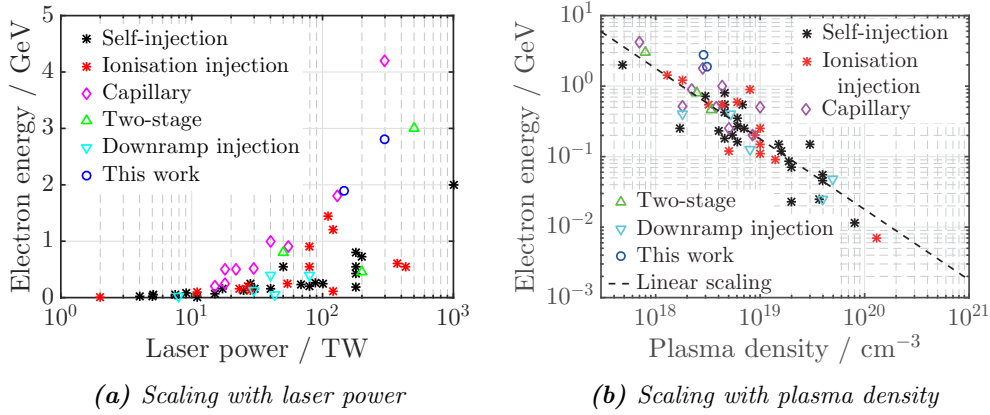 5
4
3
2
1
0
Electron energy / GeV
Self-injection
Ionisation injection
Capillary
Two-stage
Downramp injection
This work
10^0
10^1
10^2
10^3
Laser power / TW
(a) Scaling with laser power
10^1
10^0
10^−1
10^−2
10^−3
Electron energy / GeV
Self-injection
Ionisation
injection
Capillary
Two-stage
Downramp injection
This work
Linear scaling
10^18
10^19
10^20
10^21
Plasma density / cm^−3
(b) Scaling with plasma density